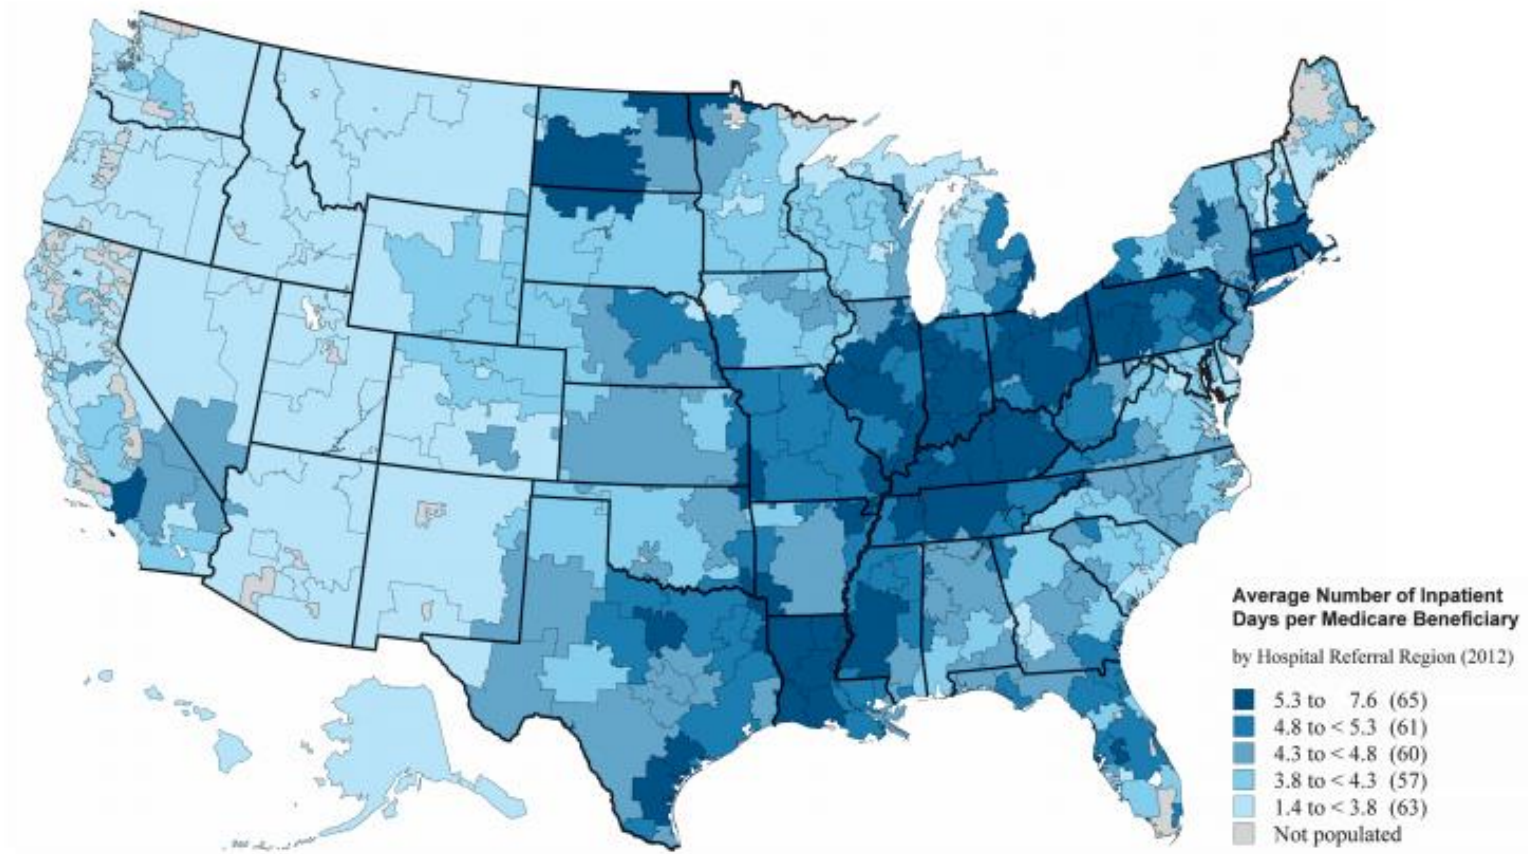 Average Number of Inpatient
Days per Medicare Beneficiary
by Hospital Referral Region (2012)
5.3 to 7.6 (65)
4.8 to < 5.3 (61)
4.3 to < 4.8 (60)
3.8 to < 4.3 (57)
1.4 to < 3.8 (63)
Not populated